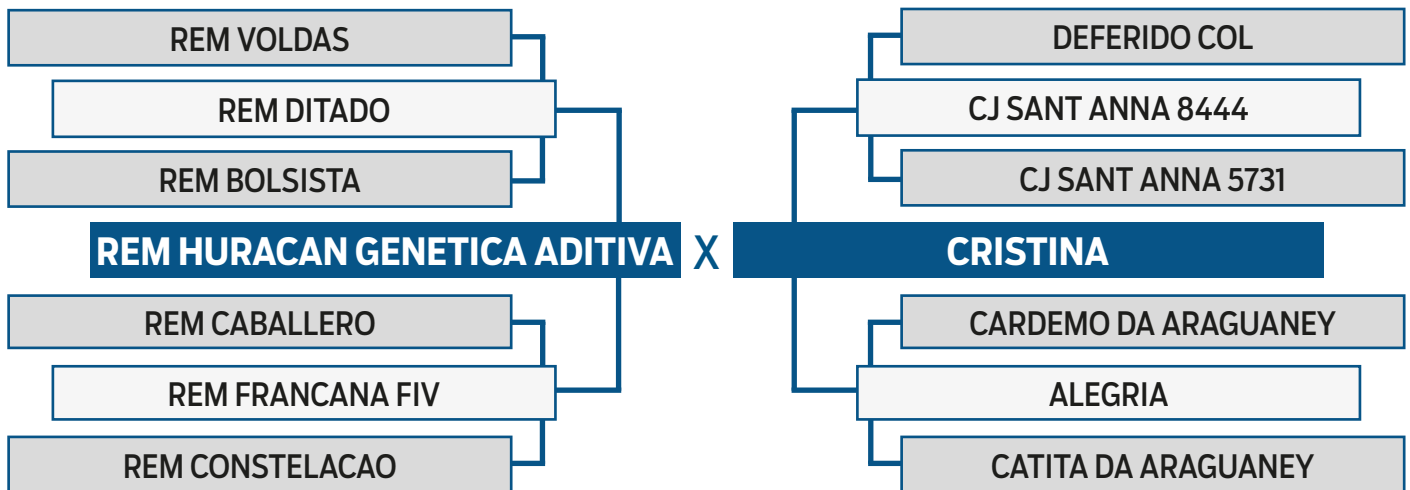 REM VOLDAS
REM DITADO
REM BOLSISTA
REM HURACAN GENETICA ADITIVA X CRISTINA
REM CABALLERO
REM FRANCANA FIV
REM CONSTELACAO
DEFERIDO COL
CJ SANT ANNA 8444
CJ SANT ANNA 5731
CARDEMO DA ARAGUANEY
ALEGRIA
CATITA DA ARAGUANEY